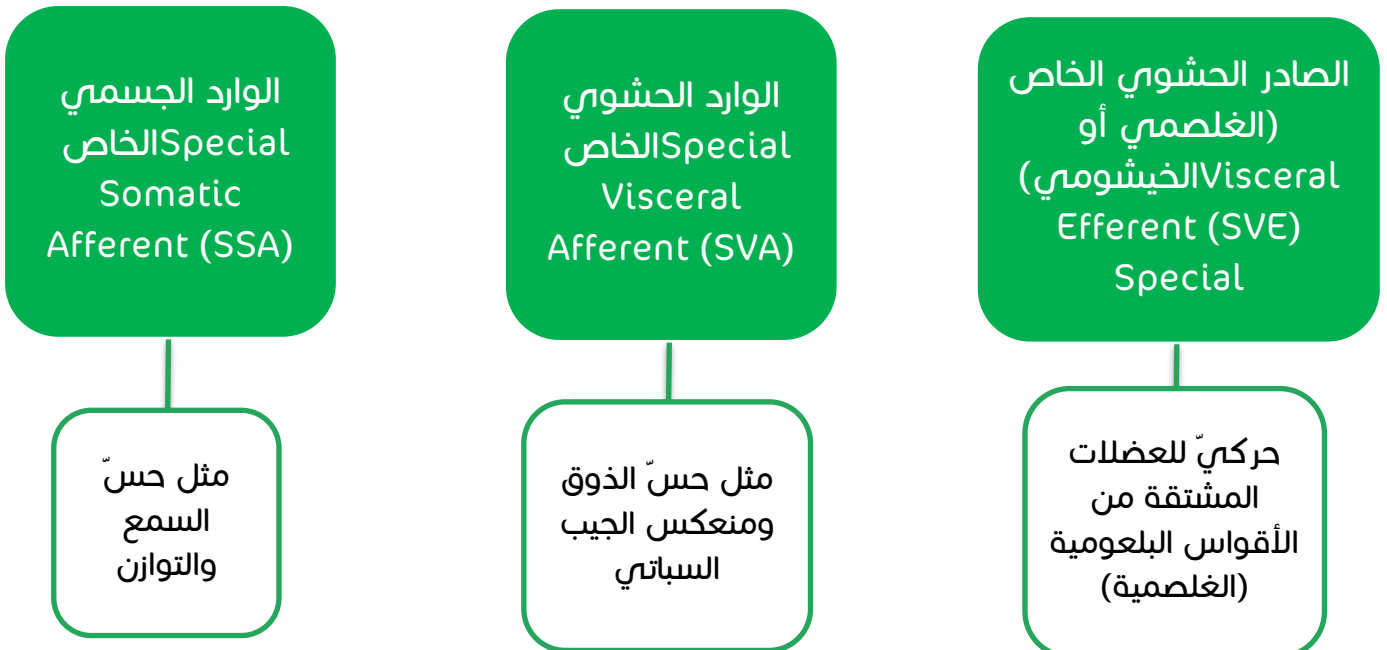 الصادر الحشوي الخاص
(الغلصمي أو
الخيشومي)Visceral
Efferent (SVE)
Special
حركيّ للعضلات
المشتقة من
الأقواس البلعومية
(الغلصمية)
الوارد الحشوي
الخاصSpecial
Visceral
Afferent (SVA)
مثل حسّ الذوق
ومنعكس الجيب
السباتي
الوارد الجسمي
الخاصSpecial
Somatic
Afferent (SSA)
مثل حسّ
السمع
والتوازن